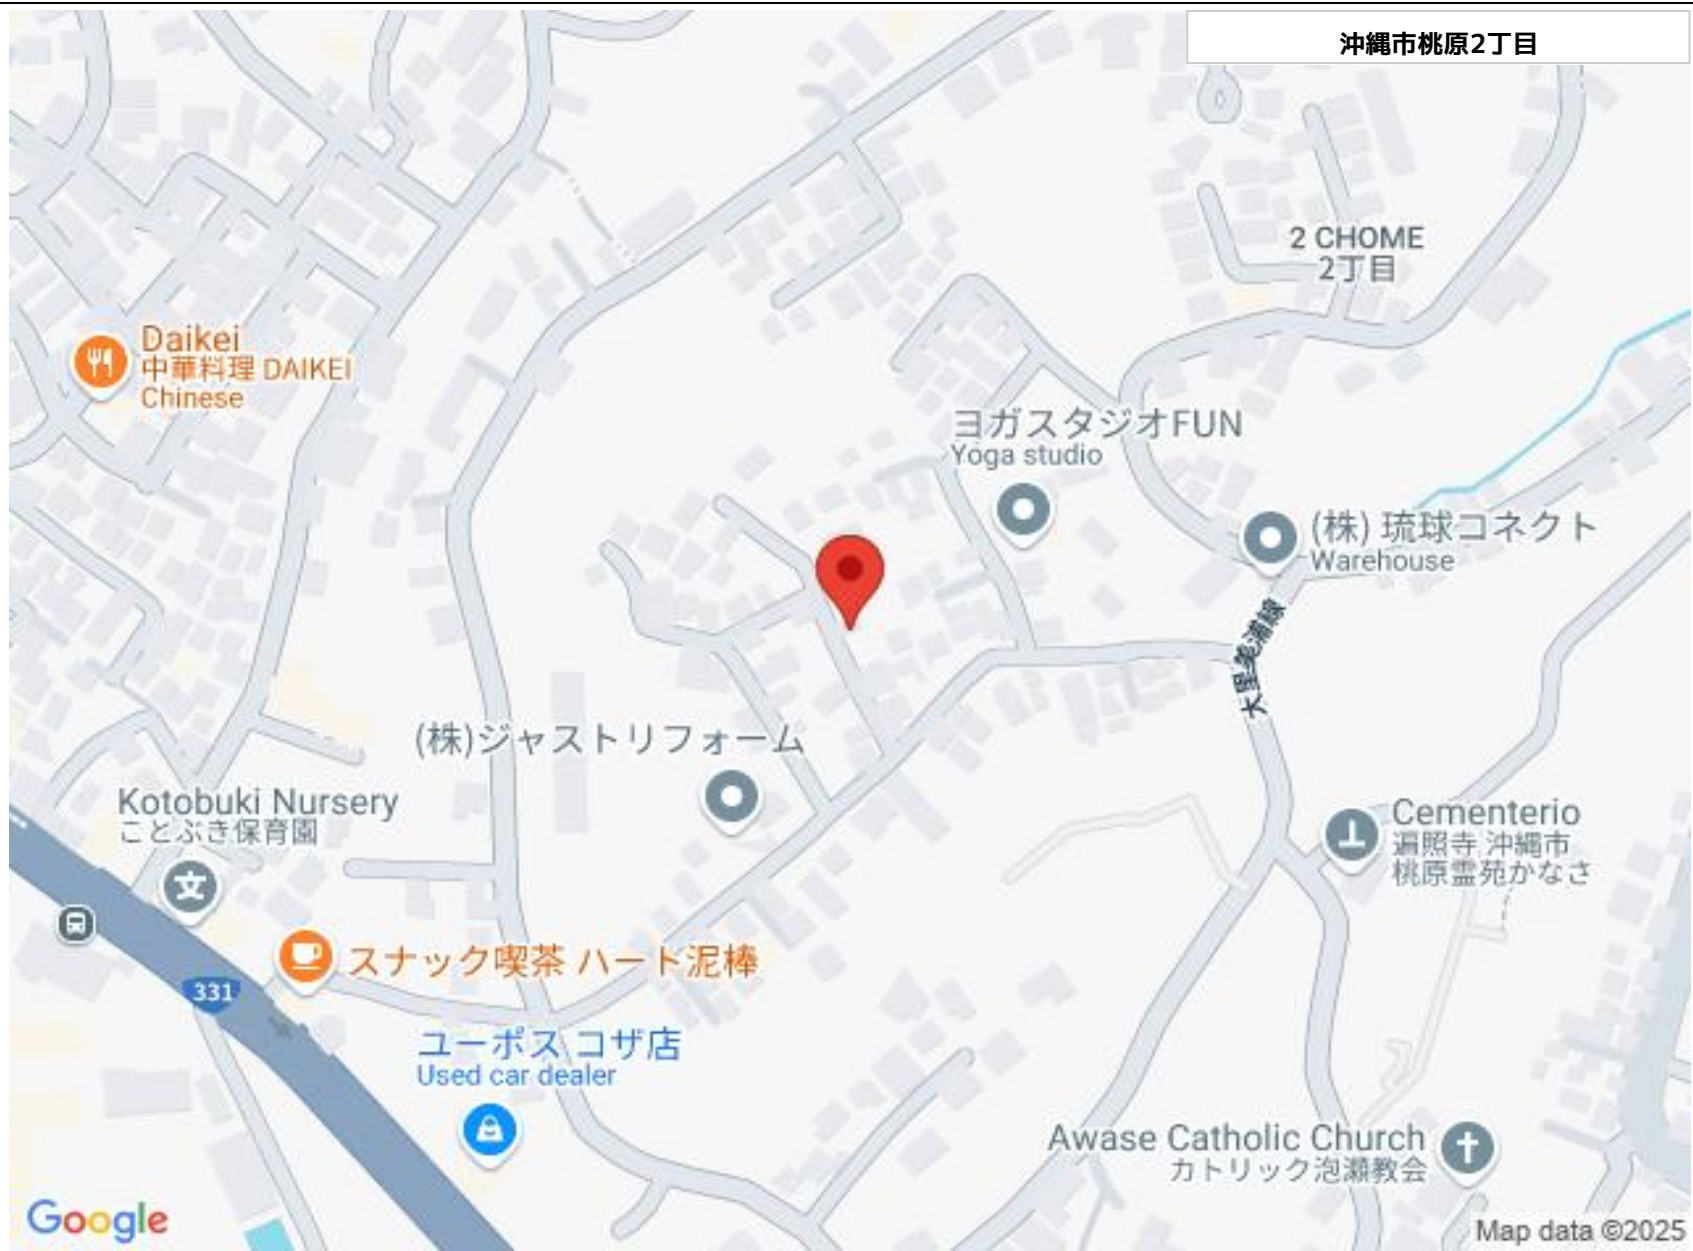 沖縄市桃原2丁目
2 CHOME
2丁目
Daikei
中華料理 DAIKEI
Chinese
ヨガスタジオFUN
Yoga studio
(株) 琉球コネクト
Warehouse
大里美浦線
(株)ジャストリフォーム
Kotobuki Nursery
ことぶき保育園
Cementerio
遍照寺 沖縄市
桃原霊苑かなさ
スナック喫茶 ハート泥棒
331
ユーポス コザ店
Used car dealer
Awase Catholic Church
カトリック泡瀬教会
Google
Map data ©2025